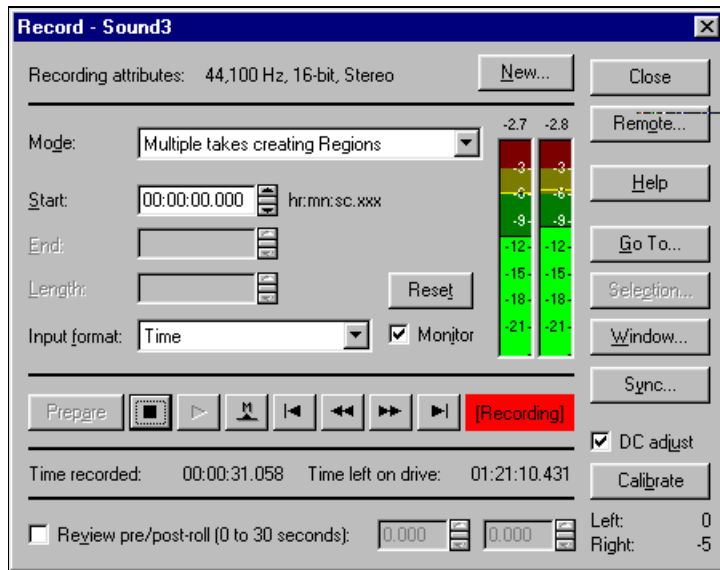 Record - Sound3
Recording attributes: 44,100 Hz, 16-bit, Stereo
New...
Close
Mode: Multiple takes creating Regions
-2.7 -2.8
Remote...
Start: 00:00:00.000 hr:mn:sc.xxx
Help
End:
Length:
Reset
Input format: Time
Monitor
-3- -3-
-6- -6-
-9- -9-
-12- -12-
-15- -15-
-18- -18-
-21- -21-
Go To...
Selection...
Window...
Sync...
Prepare
M
[Recording]
DC adjust
Time recorded: 00:00:31.058 Time left on drive: 01:21:10.431
Calibrate
Review pre/post-roll (0 to 30 seconds): 0.000 0.000
Left: 0
Right: -5